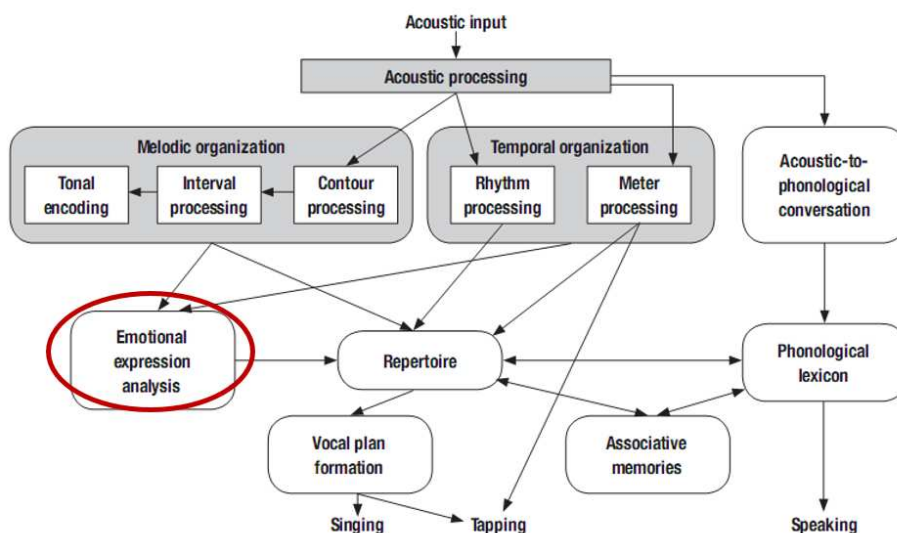 Acoustic input
Acoustic processing
Melodic organization
Temporal organization
Tonal
encoding
Interval
processing
Contour
processing
Rhythm
processing
Meter
processing
Acoustic-to-
phonological
conversation
Emotional
expression
analysis
Repertoire
Phonological
lexicon
Vocal plan
formation
Associative
memories
Singing
Tapping
Speaking